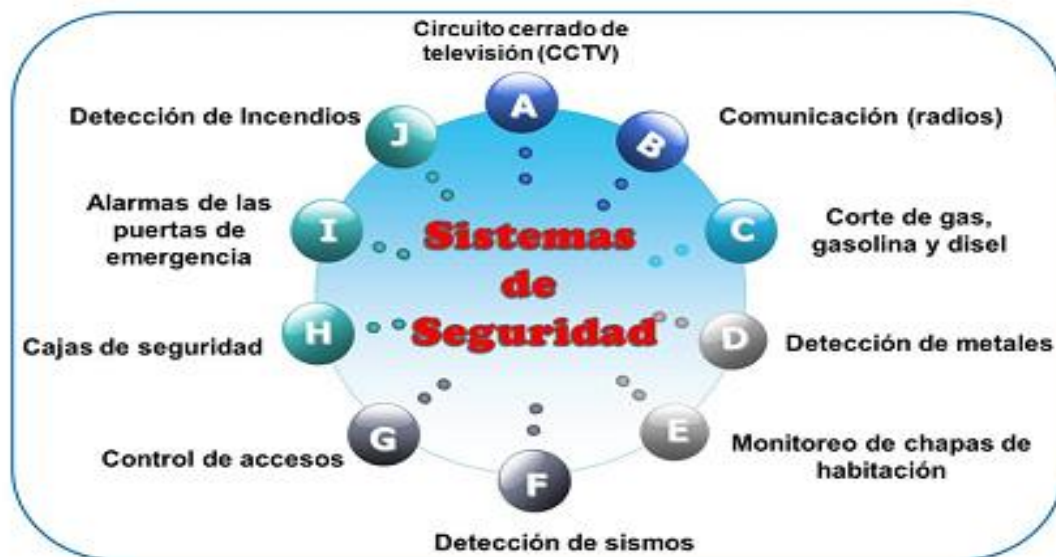 Circuito cerrado de
televisión (CCTV)
A
Comunicación (radios)
B
Corte de gas,
gasolina y disel
C
Detección de metales
D
Monitoreo de chapas de
habitación
E
Detección de sismos
F
Control de accesos
G
Cajas de seguridad
H
Alarmas de las
puertas de
emergencia
I
Detección de Incendios
J
Sistemas
de
Seguridad